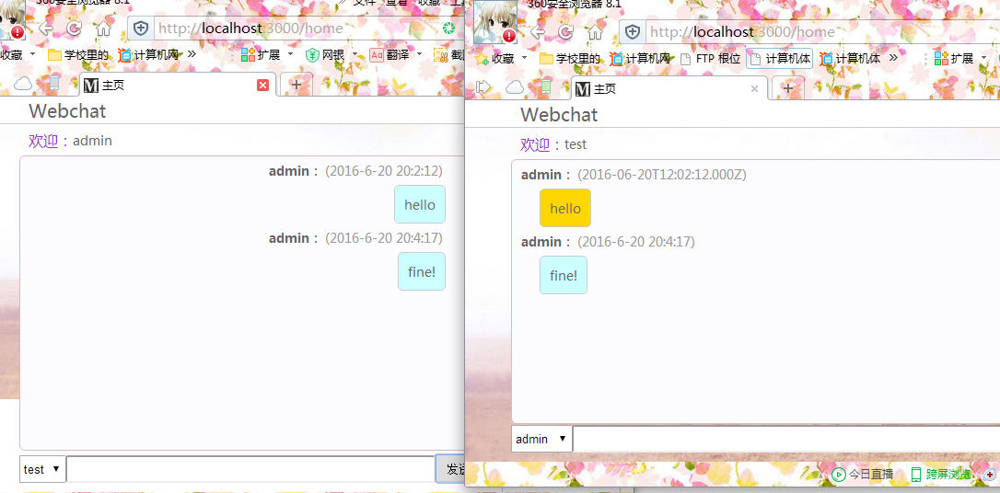 360安全浏览器 8.1
文件 查看 收藏
http://localhost:3000/home
收藏 学校里的 计算机网 扩展 网银 翻译
主页
Webchat
欢迎：admin
admin： (2016-6-20 20:2:12)
hello
admin： (2016-6-20 20:4:17)
fine!
test
360安全浏览器 8.1
http://localhost:3000/home
收藏 学校里的 计算机网 FTP 根位 计算机体 计算机体 扩展
主页
Webchat
欢迎：test
admin： (2016-06-20T12:02:12.000Z)
hello
admin： (2016-6-20 20:4:17)
fine!
admin
今日直播 跨屏浏览